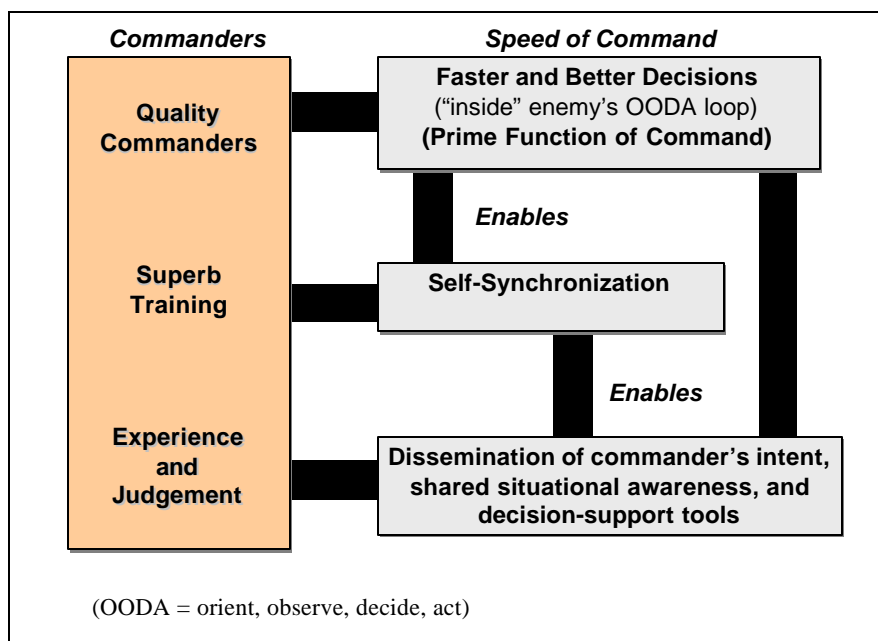 Commanders
Speed of Command
Quality
Commanders
Superb
Training
Experience
and
Judgement
Faster and Better Decisions
(“inside” enemy’s OODA loop)
(Prime Function of Command)
Enables
Self-Synchronization
Enables
Dissemination of commander’s intent,
shared situational awareness, and
decision-support tools
(OODA = orient, observe, decide, act)